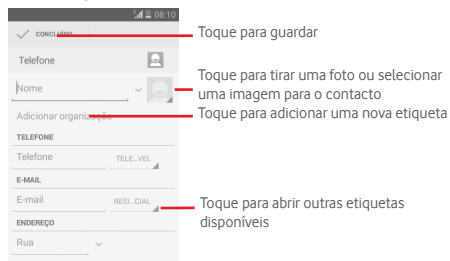 08:10
CONCLUÍDO
Toque para guardar
Telefone
Nome
Toque para tirar uma foto ou selecionar
uma imagem para o contacto
Adicionar organização
Toque para adicionar uma nova etiqueta
TELEFONE
Telefone
TELE...VEL
E-MAIL
E-mail
RESI...CIAL
Toque para abrir outras etiquetas
disponíveis
ENDEREÇO
Rua